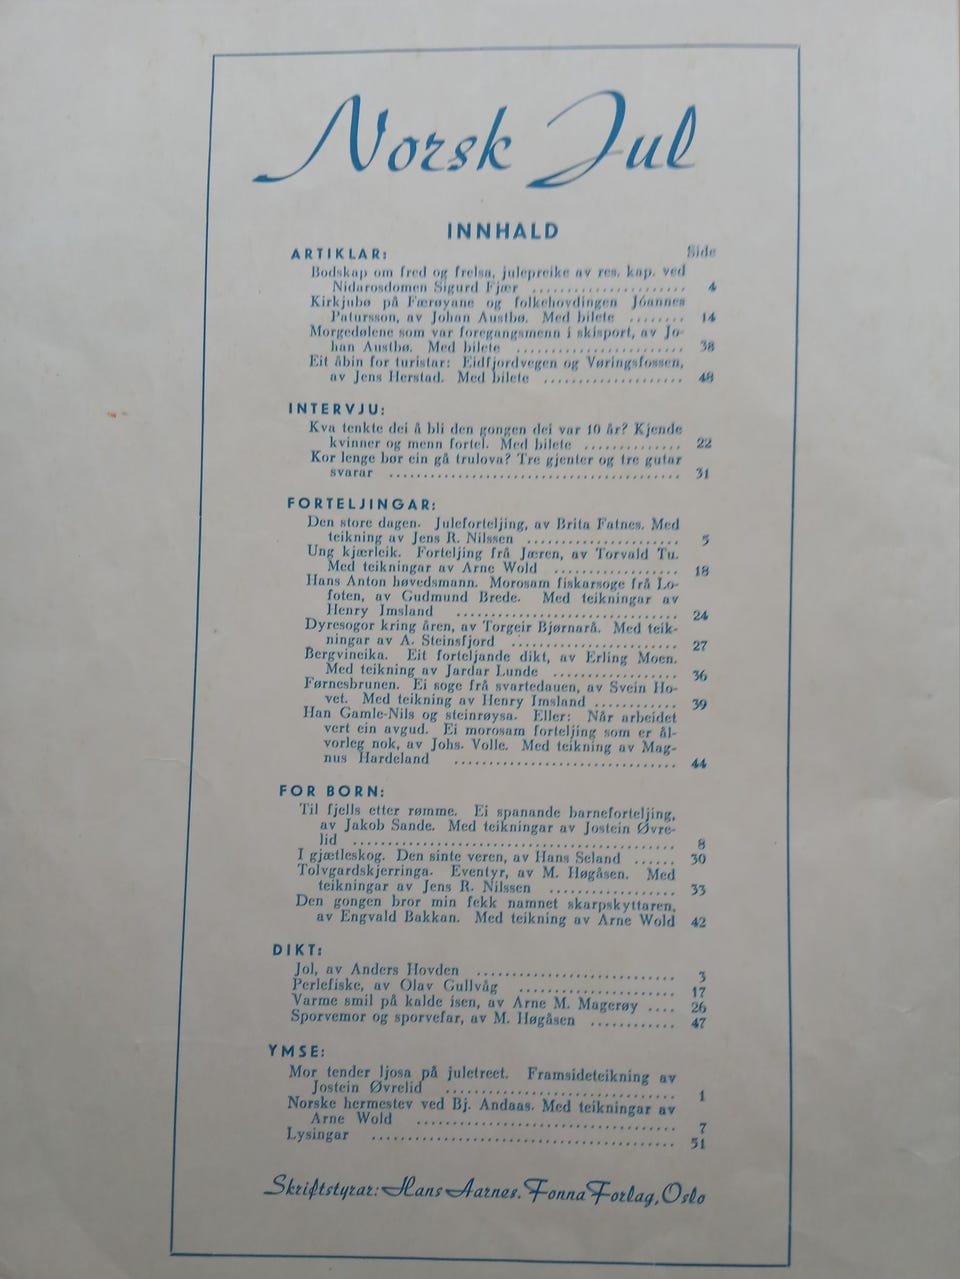 Norsk Jul
INNHALD
ARTIKLAR: Side
Bodskap om fred og frelsa, julepreike av res. kap. ved
Nidarosdomen Sigurd Fjær ...................... 4
Kirkjubø på Færøyane og folkehovdingen Jóannes
Patursson, av Johan Austbø. Med bilete ........ 14
Morgedølene som var foregangsmenn i skisport, av Jo-
han Austbø. Med bilete ........................ 38
Eit åbin for turistar: Eidfjordvegen og Vøringsfossen,
av Jens Herstad. Med bilete .................... 48
INTERVJU:
Kva tenkte dei å bli den gongen dei var 10 år? Kjende
kvinner og menn fortel. Med bilete .............. 22
Kor lenge bør ein gå trulova? Tre gjenter og tre gutar
svarar .......................................... 31
FORTELJINGAR:
Den store dagen. Juleforteljing, av Brita Fatnes. Med
teikning av Jens R. Nilssen ...................... 5
Ung kjærleik. Forteljing frå Jæren, av Torvald Tu.
Med teikningar av Arne Wold .................. 18
Hans Anton høvedsmann. Morosam fiskarsoge frå Lo-
foten, av Gudmund Brede. Med teikningar av
Henry Imsland ................................ 24
Dyresogor kring åren, av Torgeir Bjørnarå. Med teik-
ningar av A. Steinsfjord ........................ 27
Bergvineika. Eit forteljande dikt, av Erling Moen.
Med teikning av Jardar Lunde .................. 36
Førnesbrunen. Ei soge frå svartedauen, av Svein Ho-
vet. Med teikning av Henry Imsland ............ 39
Han Gamle-Nils og steinrøysa. Eller: Når arbeidet
vert ein avgud. Ei morosam forteljing som er ål-
vorleg nok, av Johs. Volle. Med teikning av Mag-
nus Hardeland ................................ 44
FOR BORN:
Til fjells etter rømme. Ei spanande barneforteljing,
av Jakob Sande. Med teikningar av Jostein Øvre-
lid .............................................. 8
I gjætleskog. Den sinte veren, av Hans Seland ...... 30
Tolvgardskjerringa. Eventyr, av M. Høgåsen. Med
teikningar av Jens R. Nilssen .................. 33
Den gongen bror min fekk namnet skarpskyttaren,
av Engvald Bakkan. Med teikning av Arne Wold 42
DIKT:
Jol, av Anders Hovden ............................ 3
Perlefiske, av Olav Gullvåg ...................... 17
Varme smil på kalde isen, av Arne M. Magerøy .... 26
Sporvemor og sporvefar, av M. Høgåsen ............ 47
YMSE:
Mor tender ljosa på juletreet. Framsideteikning av
Jostein Øvrelid ................................ 1
Norske hermestev ved Bj. Andaas. Med teikningar av
Arne Wold .................................... 7
Lysingar .......................................... 51
Skriftstyrar: Hans Aarnes. Fonna Forlag, Oslo